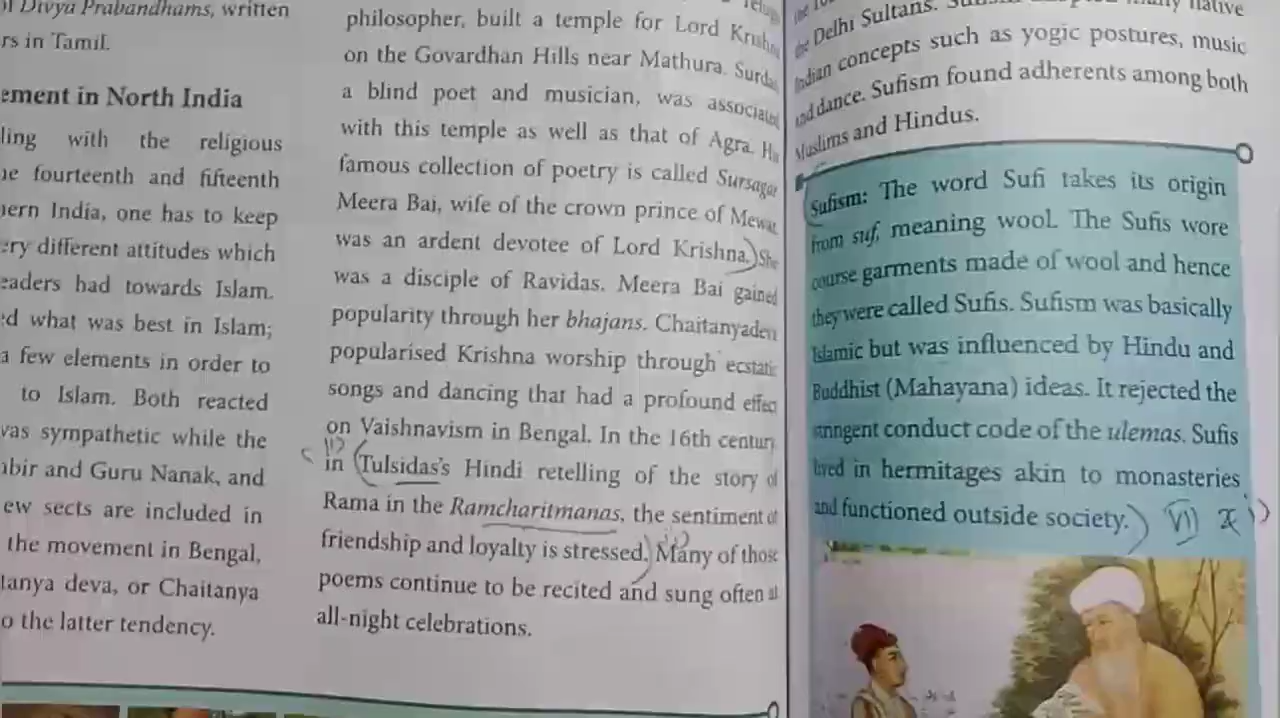 Divya Prabandhams, written
rs in Tamil.
ement in North India
ling with the religious
e fourteenth and fifteenth
ern India, one has to keep
ery different attitudes which
eaders had towards Islam.
d what was best in Islam;
a few elements in order to
to Islam. Both reacted
was sympathetic while the
abir and Guru Nanak, and
ew sects are included in
the movement in Bengal,
tanya deva, or Chaitanya
o the latter tendency.
philosopher, built a temple for Lord Krishna
on the Govardhan Hills near Mathura. Surdas,
a blind poet and musician, was associated
with this temple as well as that of Agra. His
famous collection of poetry is called Sursagar
Meera Bai, wife of the crown prince of Mewar,
was an ardent devotee of Lord Krishna. She
was a disciple of Ravidas. Meera Bai gained
popularity through her bhajans. Chaitanyadeva
popularised Krishna worship through ecstatic
songs and dancing that had a profound effect
on Vaishnavism in Bengal. In the 16th century
in Tulsidas's Hindi retelling of the story of
Rama in the Ramcharitmanas, the sentiment of
friendship and loyalty is stressed. Many of those
poems continue to be recited and sung often at
all-night celebrations.
the Delhi Sultans. native
Indian concepts such as yogic postures, music
and dance. Sufism found adherents among both
Muslims and Hindus.
Sufism: The word Sufi takes its origin
from suf, meaning wool. The Sufis wore
course garments made of wool and hence
they were called Sufis. Sufism was basically
Islamic but was influenced by Hindu and
Buddhist (Mahayana) ideas. It rejected the
stringent conduct code of the ulemas. Sufis
lived in hermitages akin to monasteries
and functioned outside society.